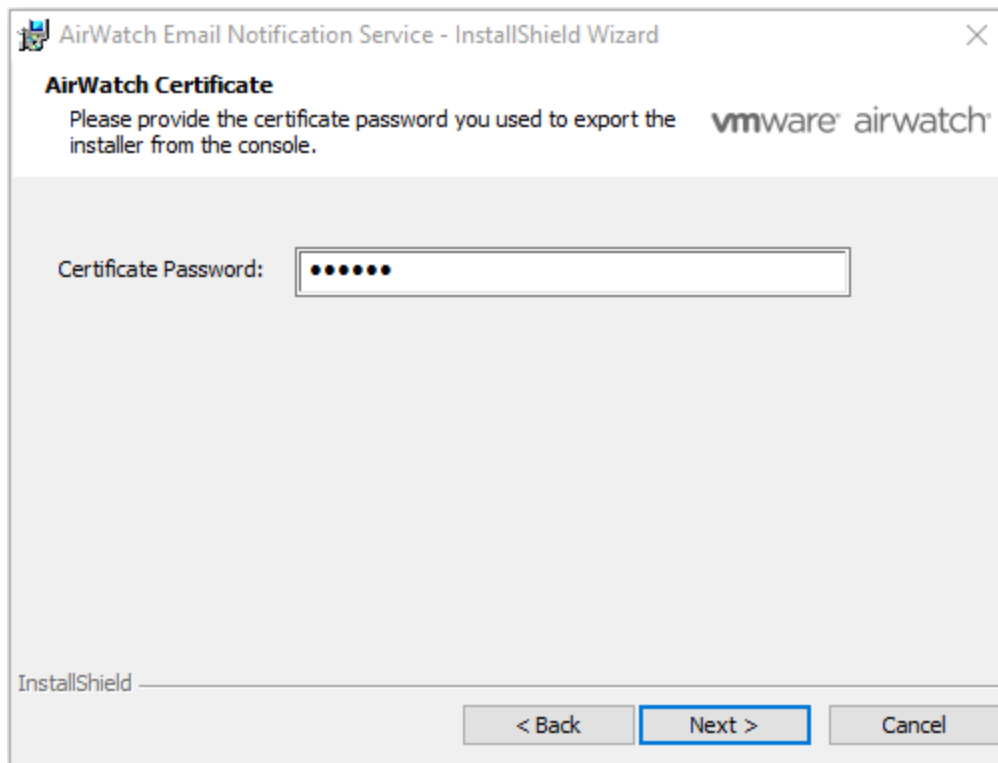 AirWatch Email Notification Service - InstallShield Wizard
AirWatch Certificate
Please provide the certificate password you used to export the
installer from the console.
vmware airwatch
Certificate Password: ••••••
InstallShield
< Back Next > Cancel